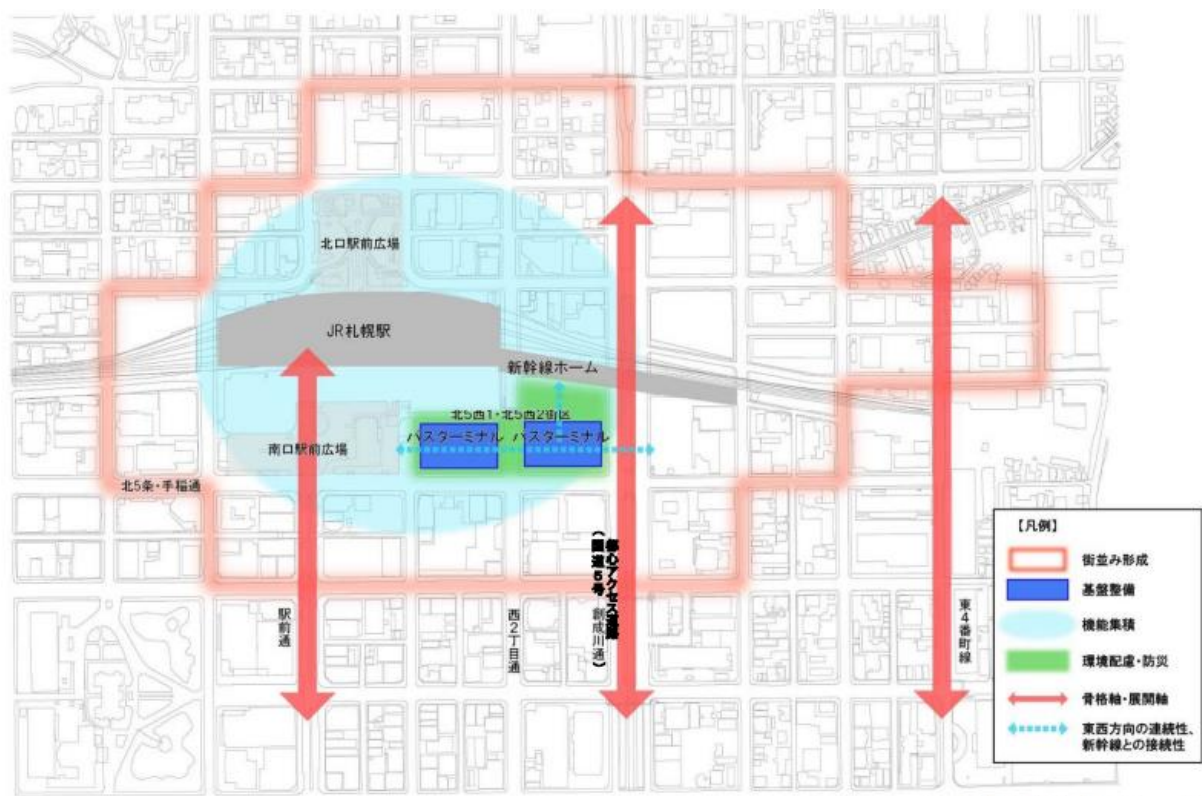 北口駅前広場
JR札幌駅
新幹線ホーム
北5西1・北5西2街区
バスターミナル
バスターミナル
南口駅前広場
北5条・手稲通
駅前通
西2丁目通
創成川通
都心アクセス道路
(国道5号)
東4番町線
【凡例】
街並み形成
基盤整備
機能集積
環境配慮・防災
骨格軸・展開軸
東西方向の連続性、
新幹線との接続性